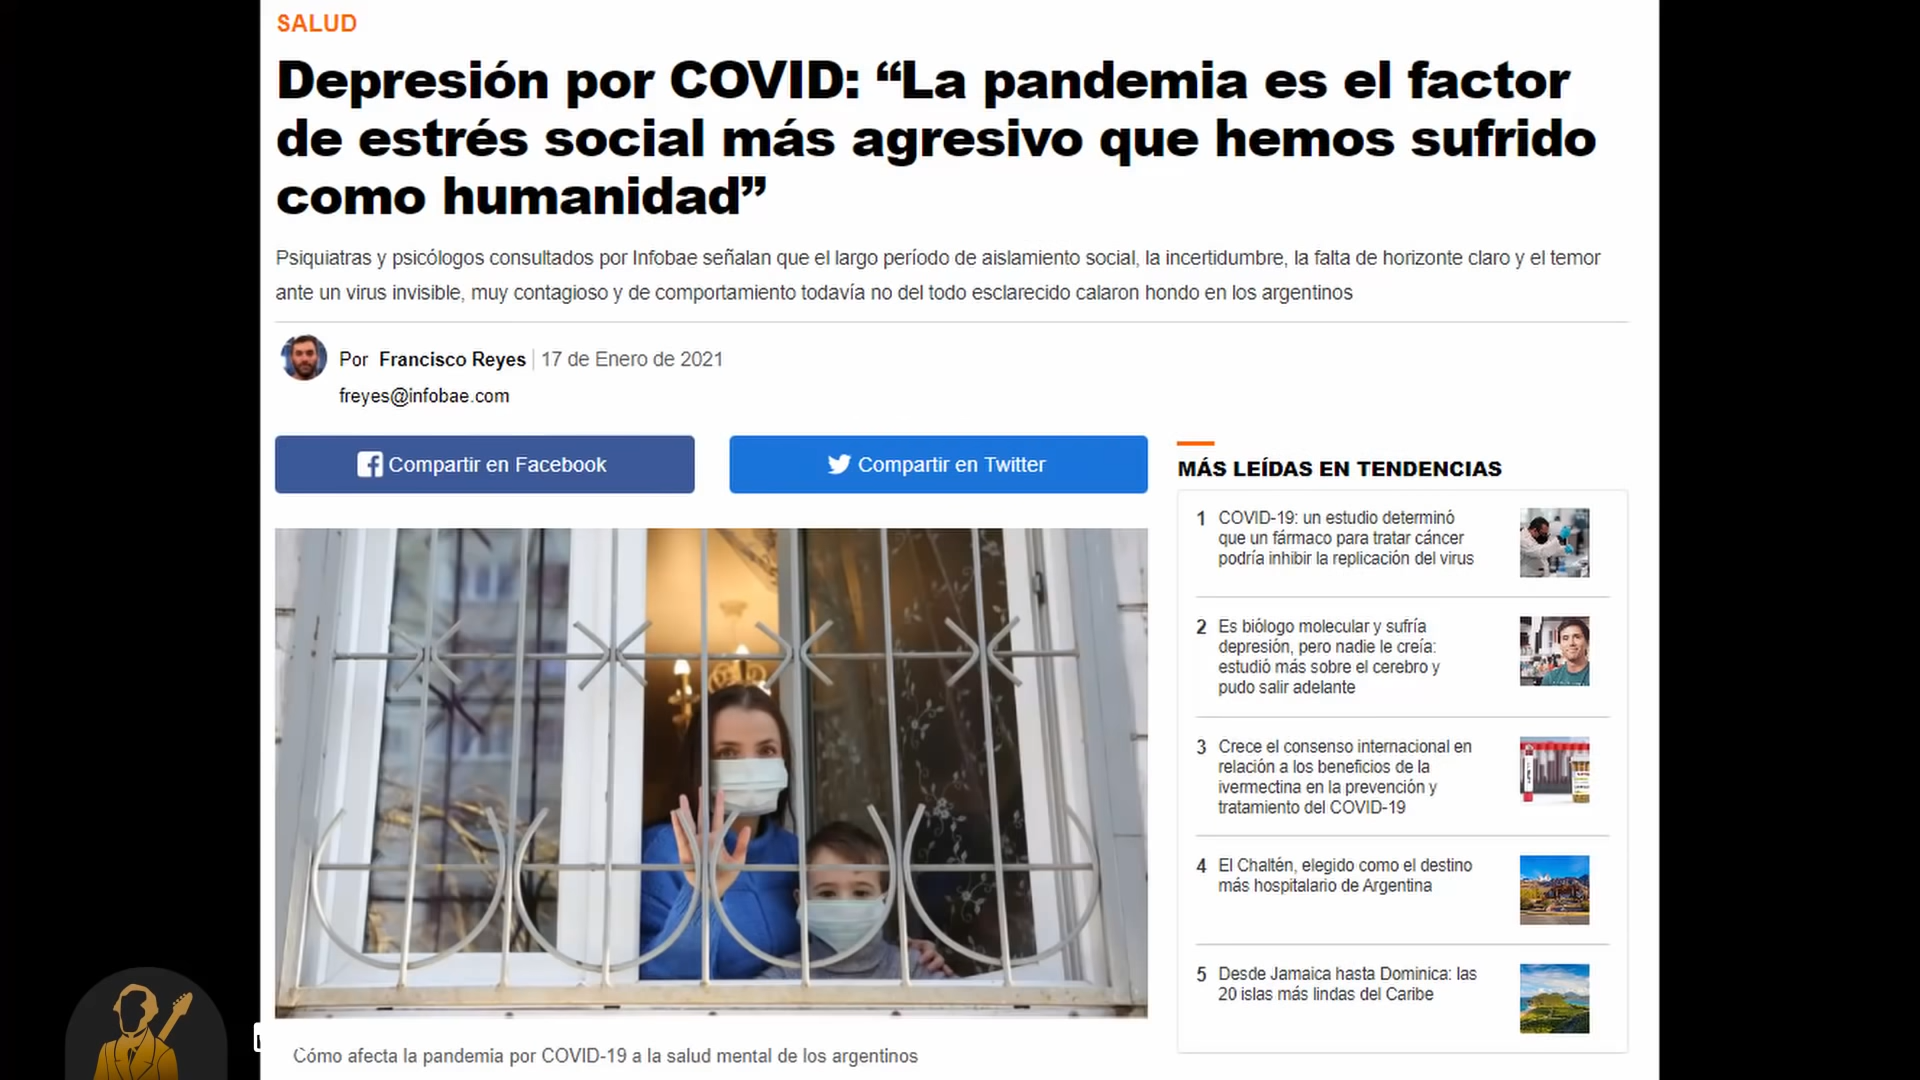 SALUD
Depresión por COVID: “La pandemia es el factor
de estrés social más agresivo que hemos sufrido
como humanidad”
Psiquiatras y psicólogos consultados por Infobae señalan que el largo período de aislamiento social, la incertidumbre, la falta de horizonte claro y el temor
ante un virus invisible, muy contagioso y de comportamiento todavía no del todo esclarecido calaron hondo en los argentinos
Por Francisco Reyes | 17 de Enero de 2021
freyes@infobae.com
Compartir en Facebook
Compartir en Twitter
Cómo afecta la pandemia por COVID-19 a la salud mental de los argentinos
MÁS LEÍDAS EN TENDENCIAS
1 COVID-19: un estudio determinó
que un fármaco para tratar cáncer
podría inhibir la replicación del virus
2 Es biólogo molecular y sufría
depresión, pero nadie le creía:
estudió más sobre el cerebro y
pudo salir adelante
3 Crece el consenso internacional en
relación a los beneficios de la
ivermectina en la prevención y
tratamiento del COVID-19
4 El Chaltén, elegido como el destino
más hospitalario de Argentina
5 Desde Jamaica hasta Dominica: las
20 islas más lindas del Caribe